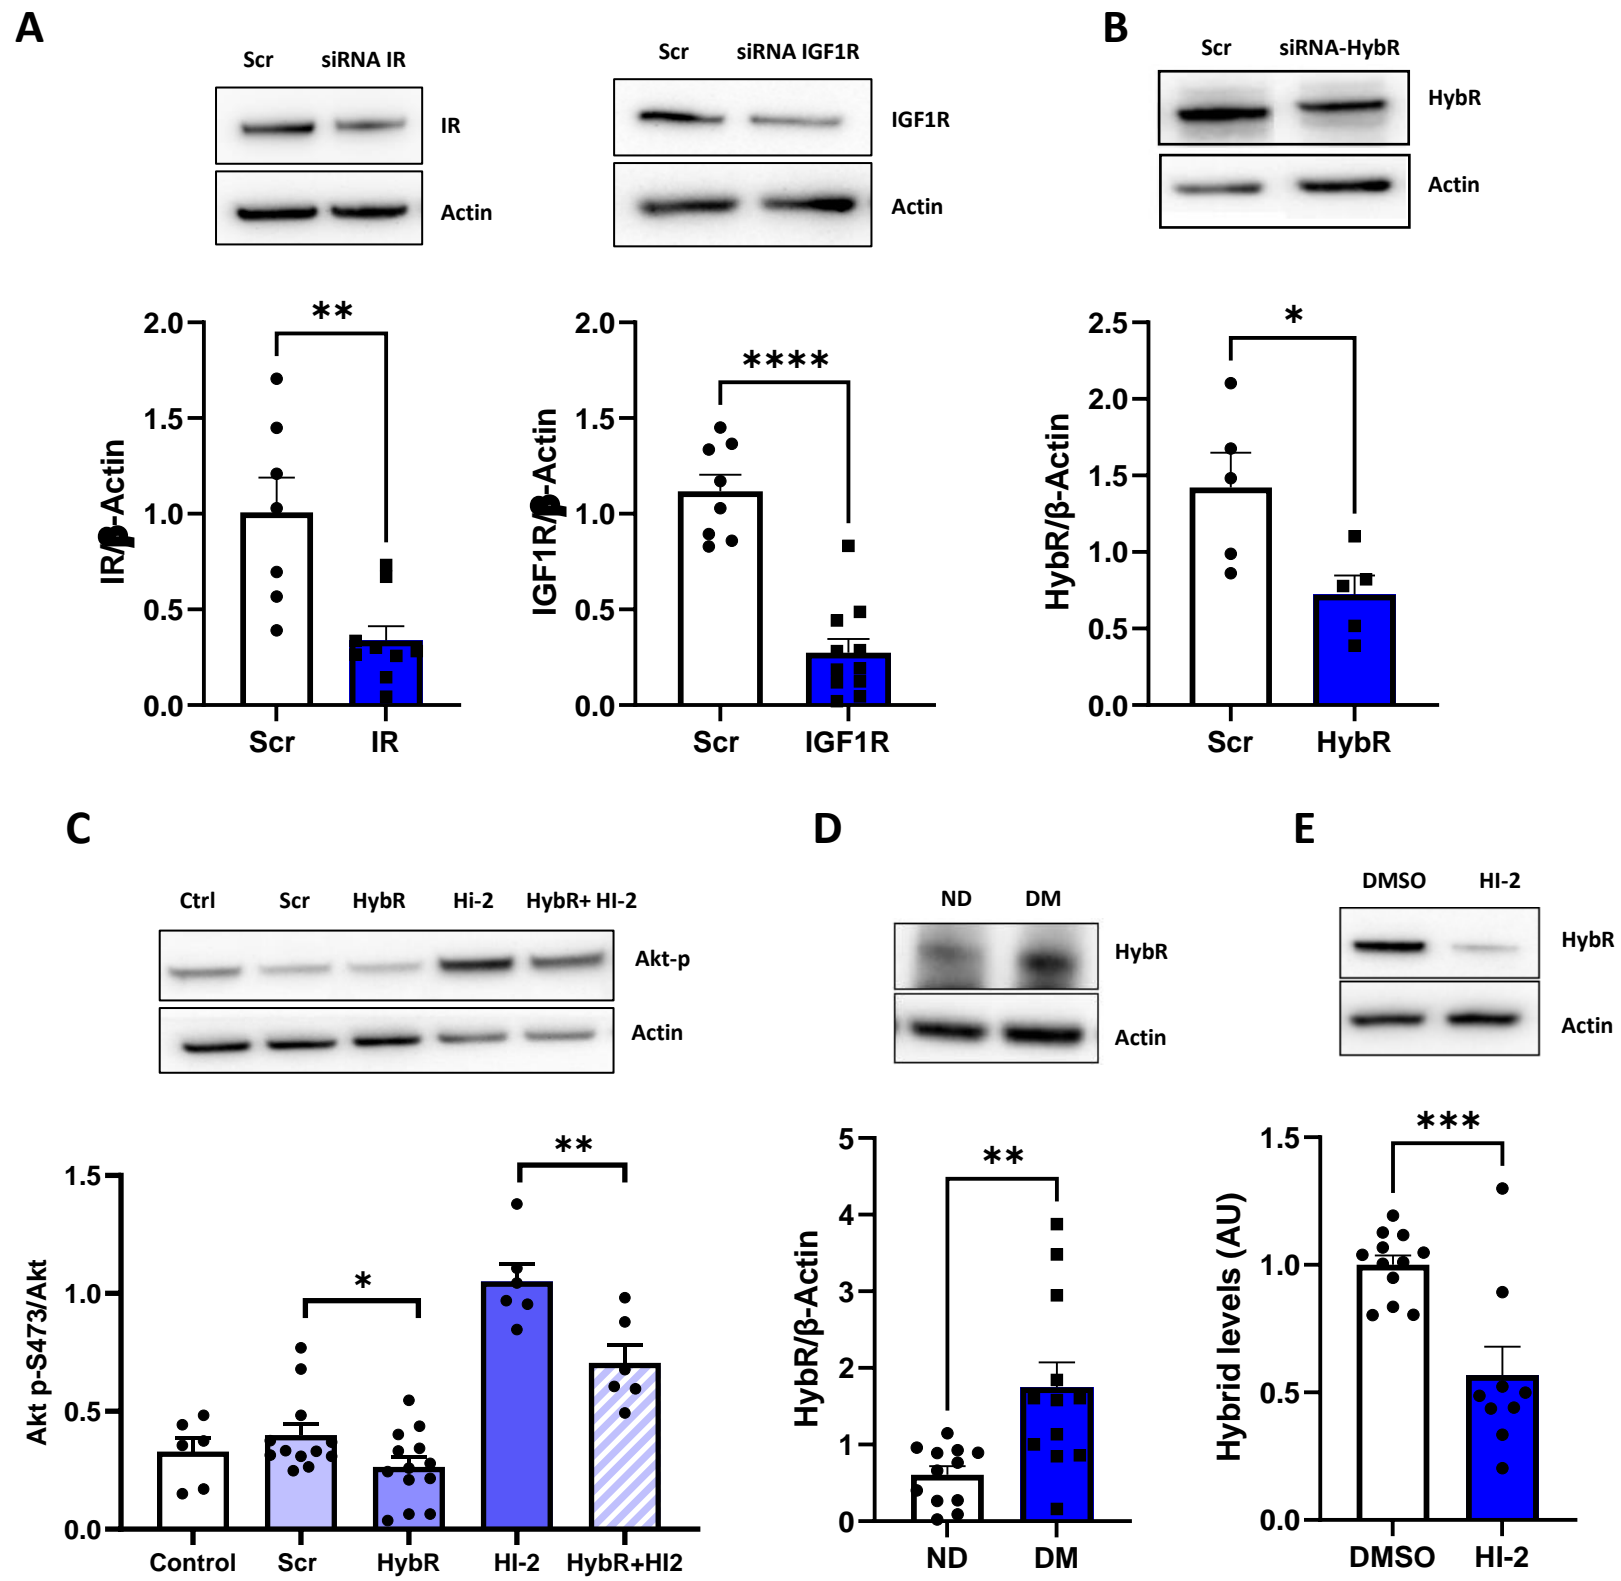 A
B
Scr siRNA IR
IR
Actin
Scr siRNA IGF1R
IGF1R
Actin
Scr siRNA-HybR
HybR
Actin
**
2.0
1.5
1.0
0.5
0.0
IR/β-Actin
Scr IR
****
2.0
1.5
1.0
0.5
0.0
IGF1R/β-Actin
Scr IGF1R
*
2.5
2.0
1.5
1.0
0.5
0.0
HybR/β-Actin
Scr HybR
C
D
E
Ctrl Scr HybR Hi-2 HybR+ HI-2
Akt-p
Actin
ND DM
HybR
Actin
DMSO HI-2
HybR
Actin
*
**
1.5
1.0
0.5
0.0
Akt p-S473/Akt
Control Scr HybR HI-2 HybR+HI2
**
5
4
3
2
1
0
HybR/β-Actin
ND DM
***
1.5
1.0
0.5
0.0
Hybrid levels (AU)
DMSO HI-2